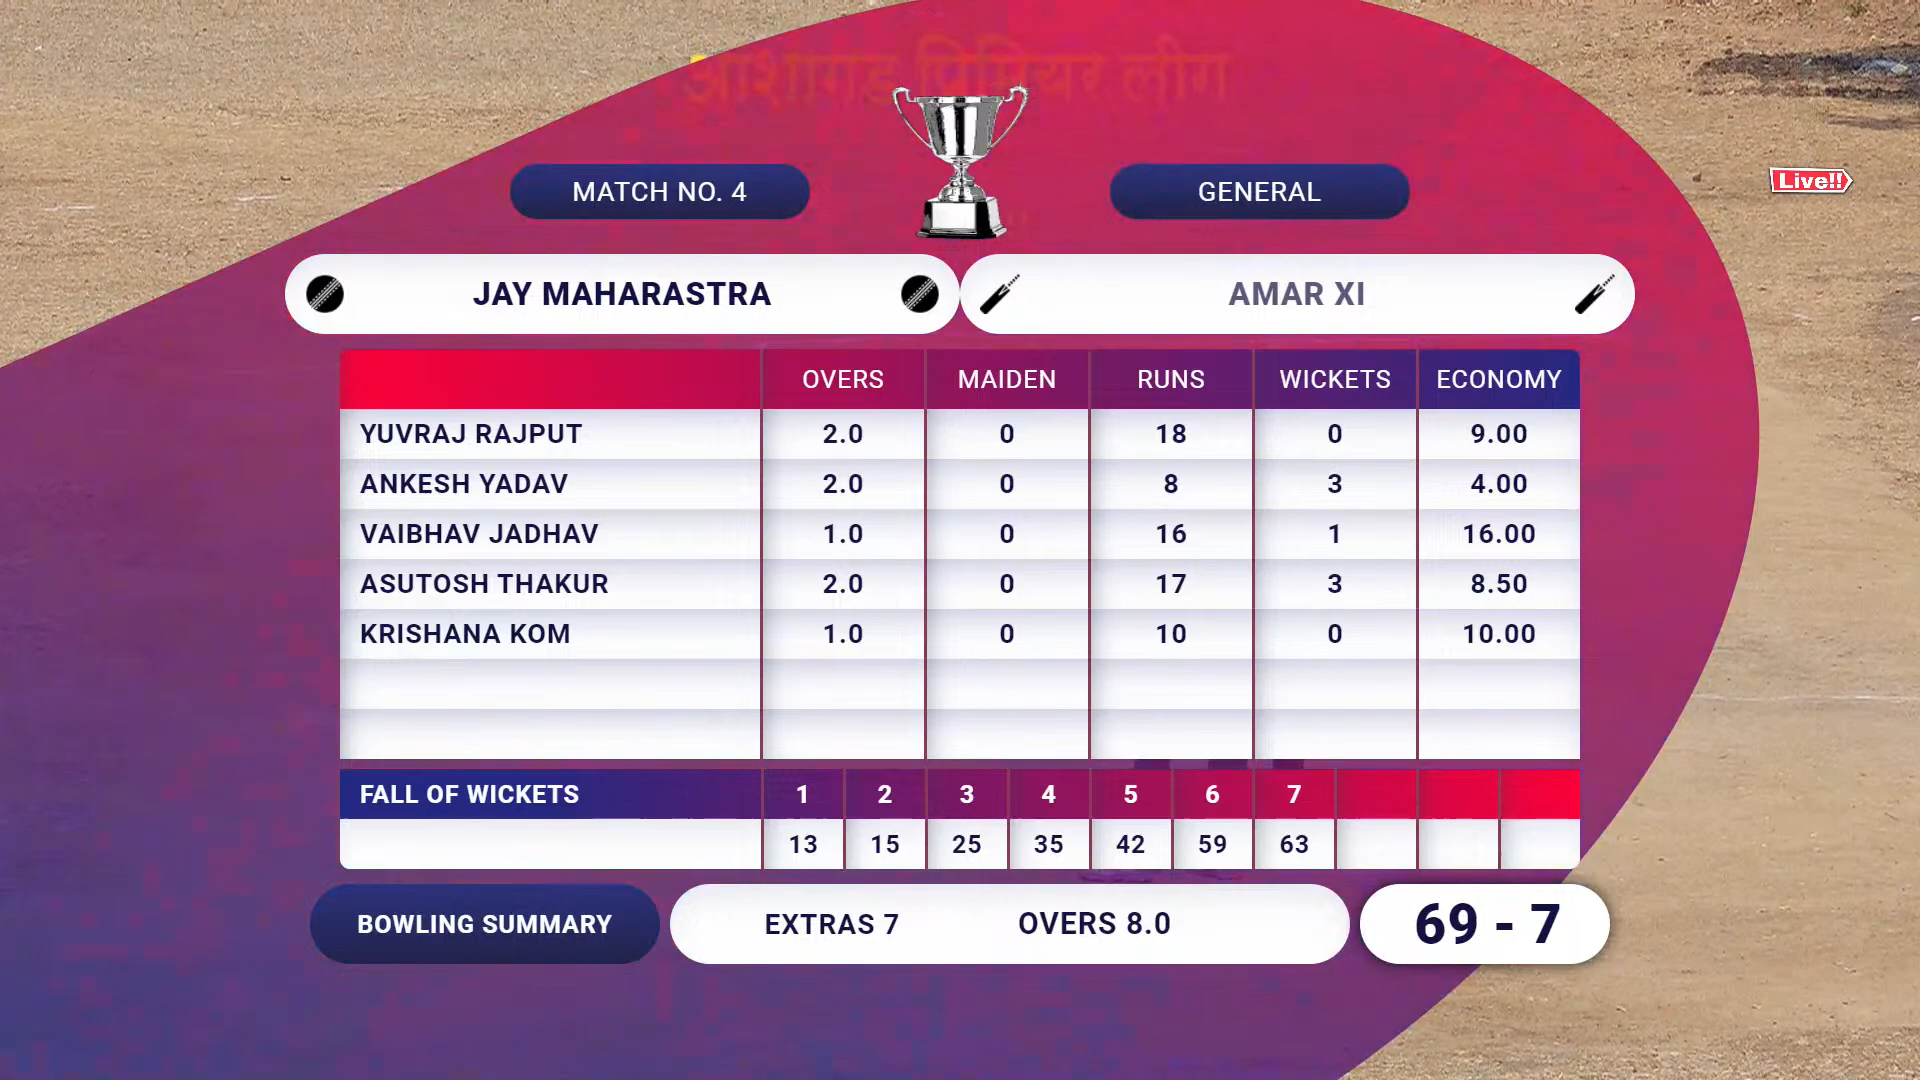 आशागड प्रिमियर लीग
MATCH NO. 4
GENERAL
Live!!
JAY MAHARASTRA
AMAR XI
OVERS MAIDEN RUNS WICKETS ECONOMY
YUVRAJ RAJPUT 2.0 0 18 0 9.00
ANKESH YADAV 2.0 0 8 3 4.00
VAIBHAV JADHAV 1.0 0 16 1 16.00
ASUTOSH THAKUR 2.0 0 17 3 8.50
KRISHANA KOM 1.0 0 10 0 10.00
FALL OF WICKETS 1 2 3 4 5 6 7
13 15 25 35 42 59 63
BOWLING SUMMARY
EXTRAS 7 OVERS 8.0
69 - 7